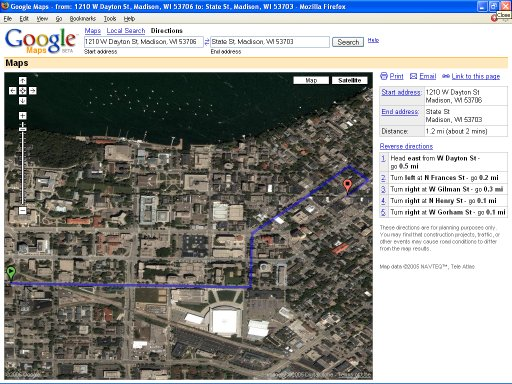 Google Maps - from: 1210 W Dayton St, Madison, WI 53706 to: State St, Madison, WI 53703 - Mozilla Firefox
Close
File Edit View Go Bookmarks Tools Help
Google
Maps BETA
Maps Local Search Directions
1210 W Dayton St, Madison, WI 53706 State St, Madison, WI 53703 Search Help
Start address End address
Maps
Map Satellite
Print Email Link to this page
Start address: 1210 W Dayton St
Madison, WI 53706
End address: State St
Madison, WI 53703
Distance: 1.2 mi (about 2 mins)
Reverse directions
1. Head east from W Dayton St -
go 0.5 mi
2. Turn left at N Frances St - go 0.2 mi
3. Turn right at W Gilman St - go 0.3 mi
4. Turn right at N Henry St - go 0.1 mi
5. Turn right at W Gorham St - go 0.1 mi
These directions are for planning purposes only.
You may find that construction projects, traffic, or
other events may cause road conditions to differ
from the map results.
Map data ©2005 NAVTEQ™, Tele Atlas